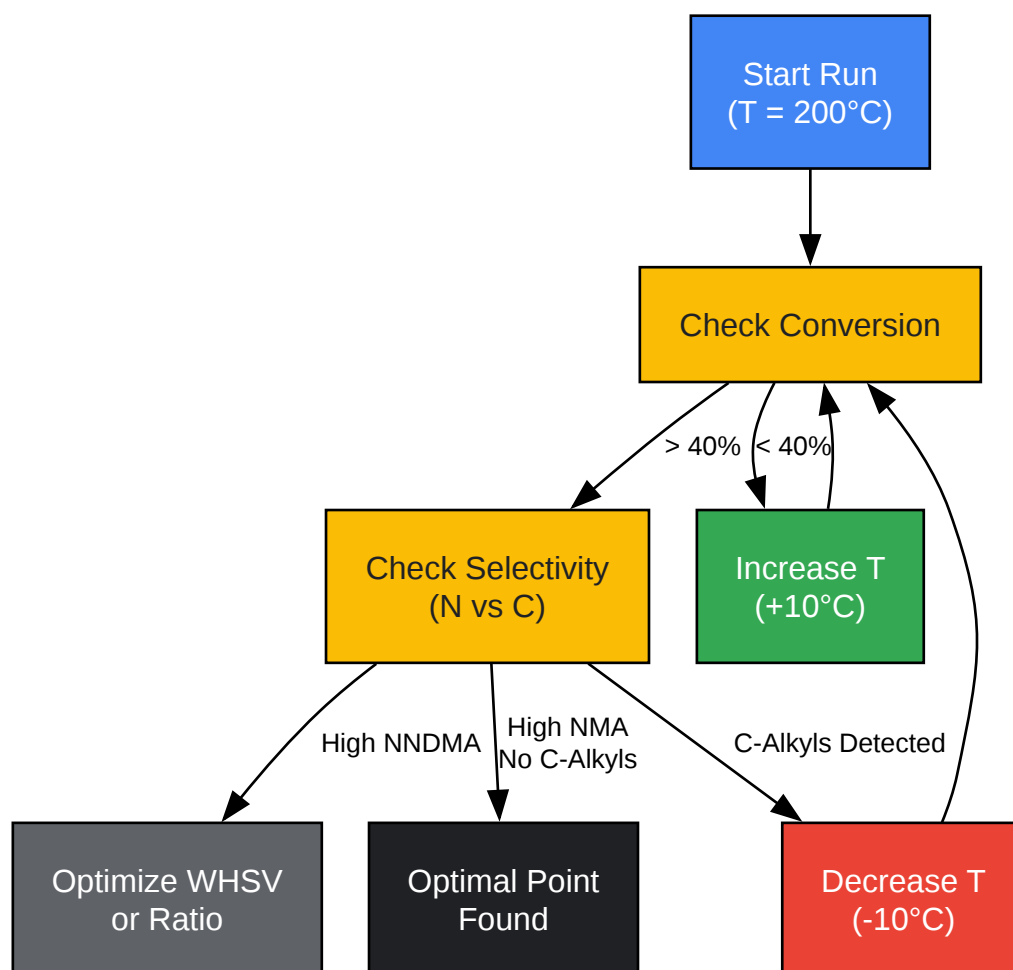 Start Run
(T = 200°C)
Check Conversion
> 40%
< 40%
Check Selectivity
(N vs C)
Increase T
(+10°C)
High NNDMA
High NMA
No C-Alkyls
C-Alkyls Detected
Optimize WHSV
or Ratio
Optimal Point
Found
Decrease T
(-10°C)